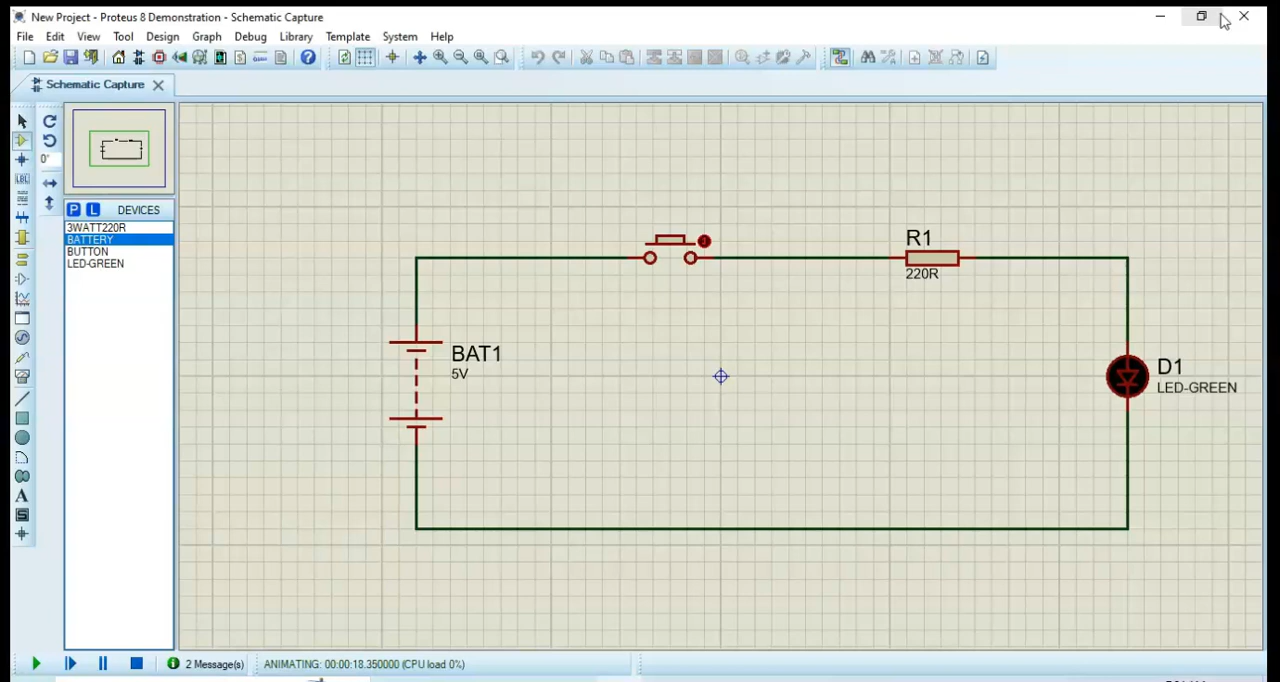 New Project - Proteus 8 Demonstration - Schematic Capture
File Edit View Tool Design Graph Debug Library Template System Help
Schematic Capture
0°
P L DEVICES
3WATT220R
BATTERY
BUTTON
LED-GREEN
LBL
A
S
R1
220R
BAT1
5V
D1
LED-GREEN
2 Message(s) ANIMATING: 00:00:18.350000 (CPU load 0%)